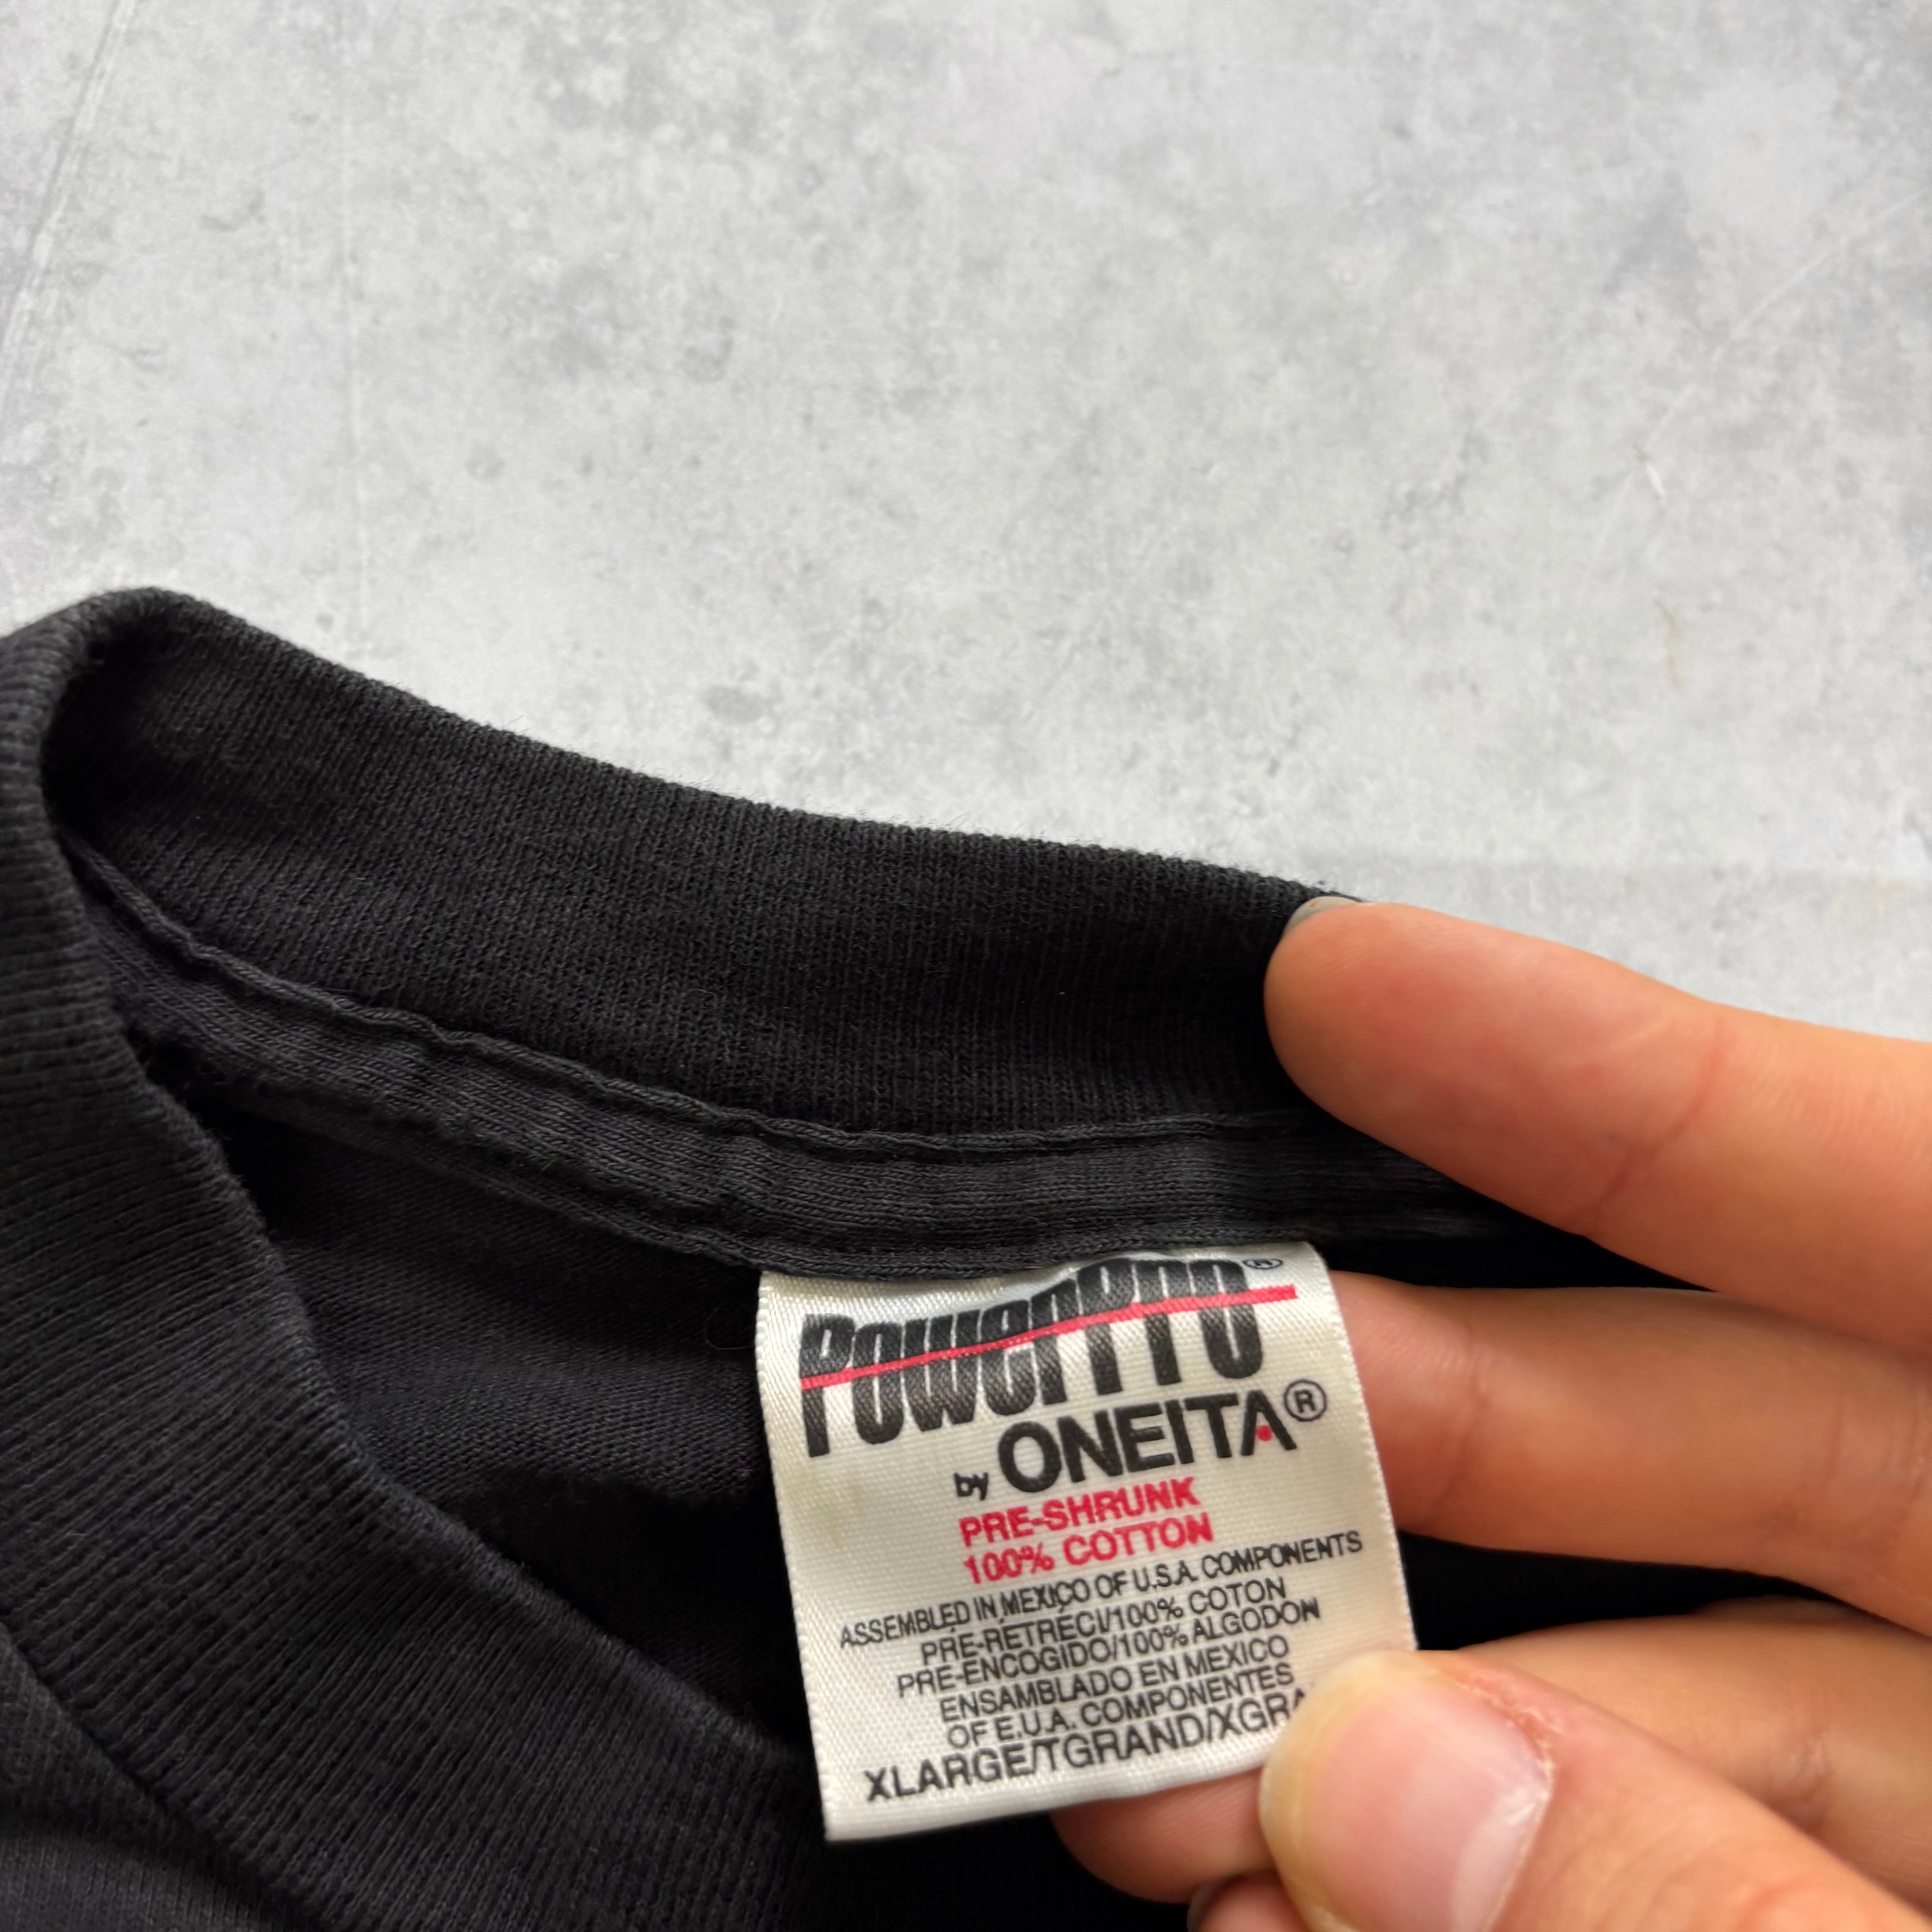 PowerPro®
by ONEITA®
PRE-SHRUNK
100% COTTON
ASSEMBLED IN MEXICO OF U.S.A. COMPONENTS
PRE-RÉTRÉCI/100% COTON
PRE-ENCOGIDO/100% ALGODON
ENSAMBLADO EN MEXICO
OF E.U.A. COMPONENTES
XLARGE/TGRAND/XGRA